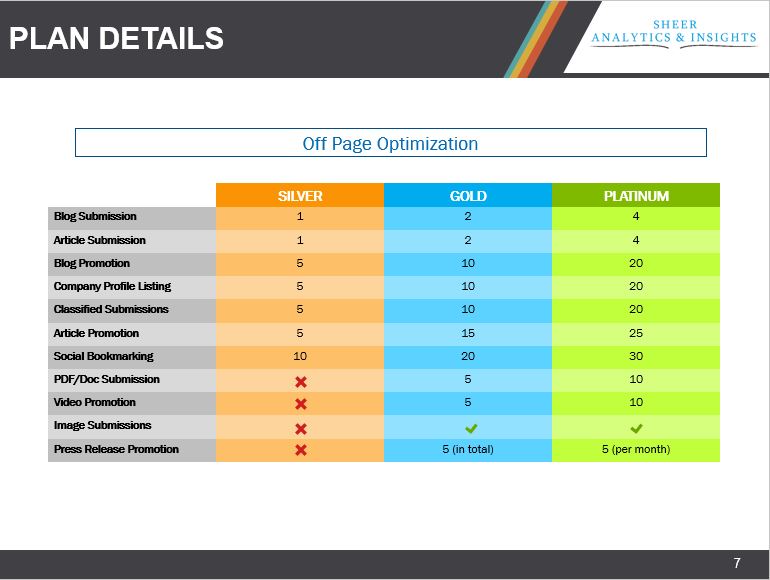 PLAN DETAILS
SHEER
ANALYTICS & INSIGHTS
Off Page Optimization
SILVER GOLD PLATINUM
Blog Submission 1 2 4
Article Submission 1 2 4
Blog Promotion 5 10 20
Company Profile Listing 5 10 20
Classified Submissions 5 10 20
Article Promotion 5 15 25
Social Bookmarking 10 20 30
PDF/Doc Submission 5 10
Video Promotion 5 10
Image Submissions
Press Release Promotion 5 (in total) 5 (per month)
7